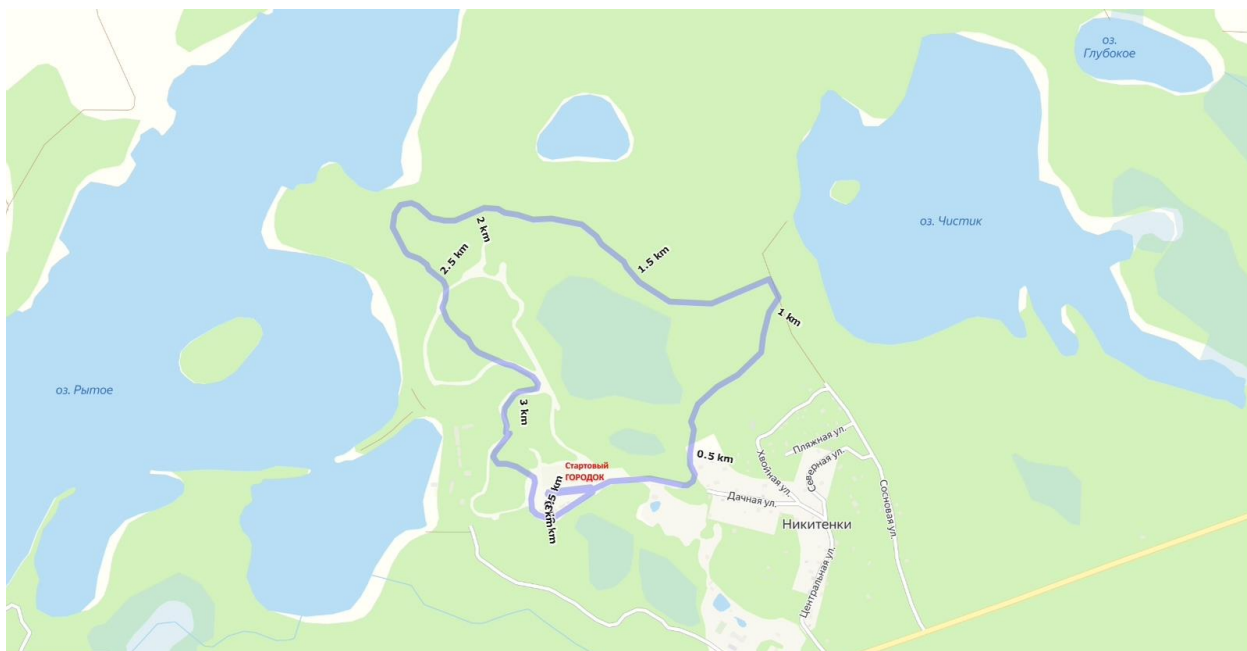 оз.
Глубокое
оз. Чистик
2 km
2.5 km
1.5 km
1 km
оз. Рытое
3 km
Пляжная ул.
Северная ул.
Хвойная ул.
0.5 km
Стартовый
ГОРОДОК
Дачная ул.
Сосновая ул.
Никитенки
Центральная ул.